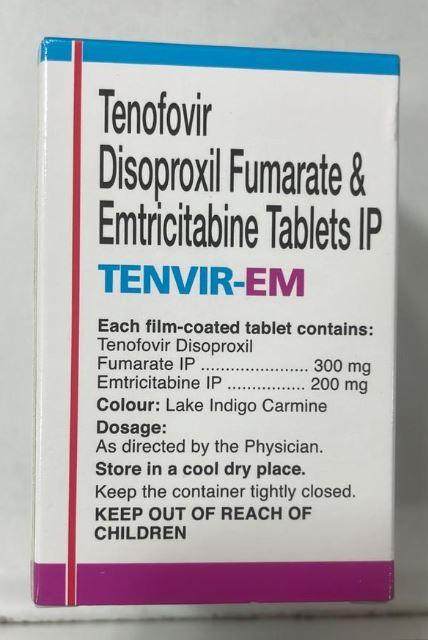 Tenofovir
Disoproxil Fumarate &
Emtricitabine Tablets IP
TENVIR-EM
Each film-coated tablet contains:
Tenofovir Disoproxil
Fumarate IP ...................... 300 mg
Emtricitabine IP ................ 200 mg
Colour: Lake Indigo Carmine
Dosage:
As directed by the Physician.
Store in a cool dry place.
Keep the container tightly closed.
KEEP OUT OF REACH OF
CHILDREN